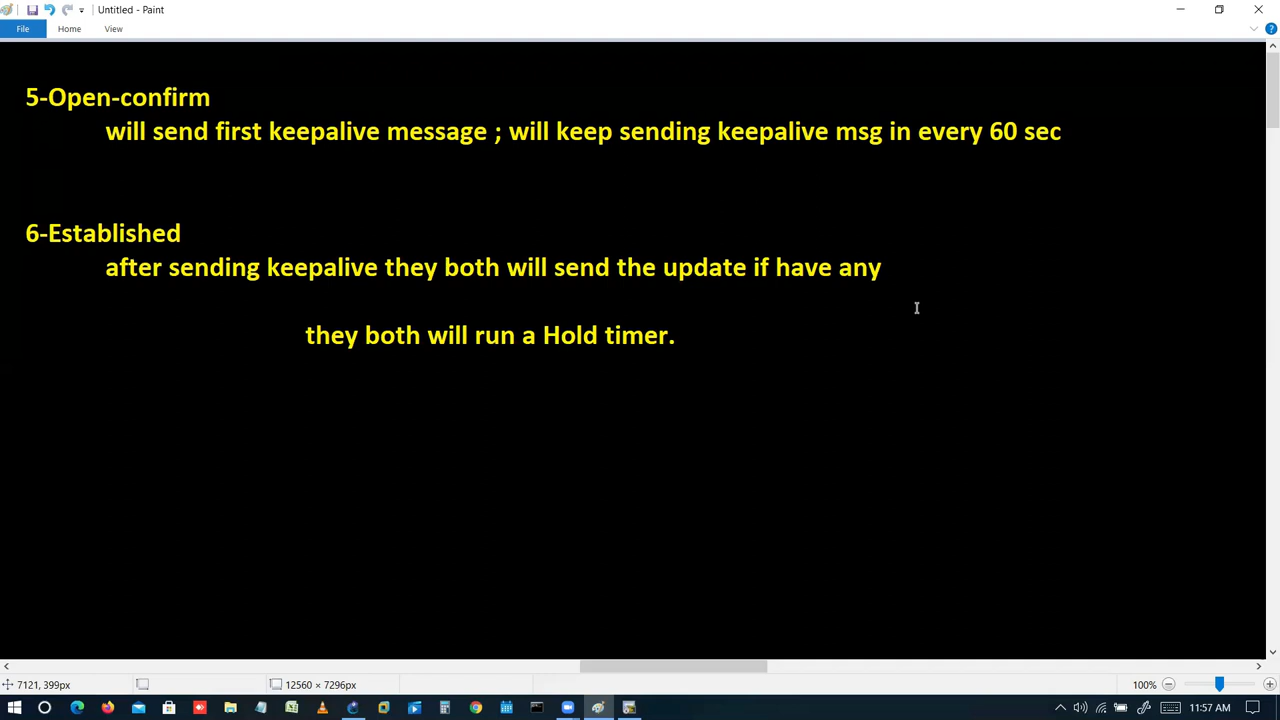 Untitled - Paint
File Home View
5-Open-confirm
will send first keepalive message ; will keep sending keepalive msg in every 60 sec
6-Established
after sending keepalive they both will send the update if have any
they both will run a Hold timer.
7121, 399px
12560 × 7296px
100%
11:57 AM